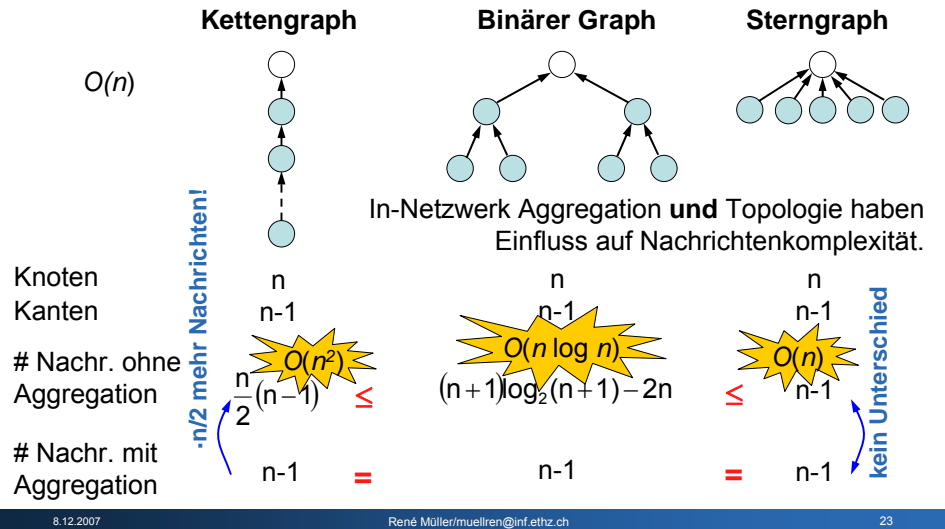 Kettengraph Binärer Graph Sterngraph
O(n)
In-Netzwerk Aggregation und Topologie haben
Einfluss auf Nachrichtenkomplexität.
·n/2 mehr Nachrichten!
Knoten n n n
Kanten n-1 n-1 n-1
O(n²) O(n log n) O(n)
# Nachr. ohne
Aggregation n/2 (n−1) ≤ (n+1)log₂(n+1)−2n ≤ n-1
# Nachr. mit
Aggregation n-1 = n-1 = n-1
kein Unterschied
8.12.2007 René Müller/muellren@inf.ethz.ch 23